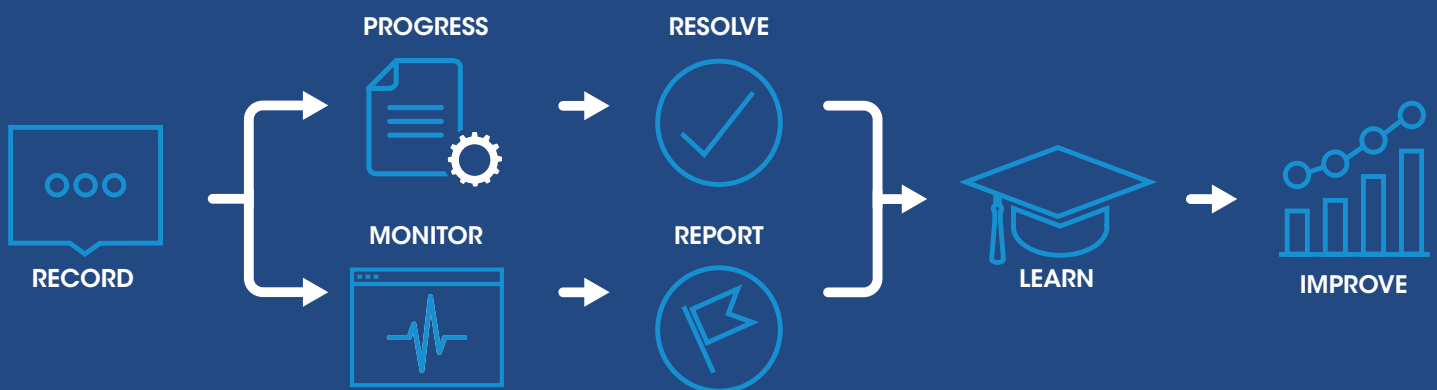 PROGRESS
RESOLVE
RECORD
MONITOR
REPORT
LEARN
IMPROVE